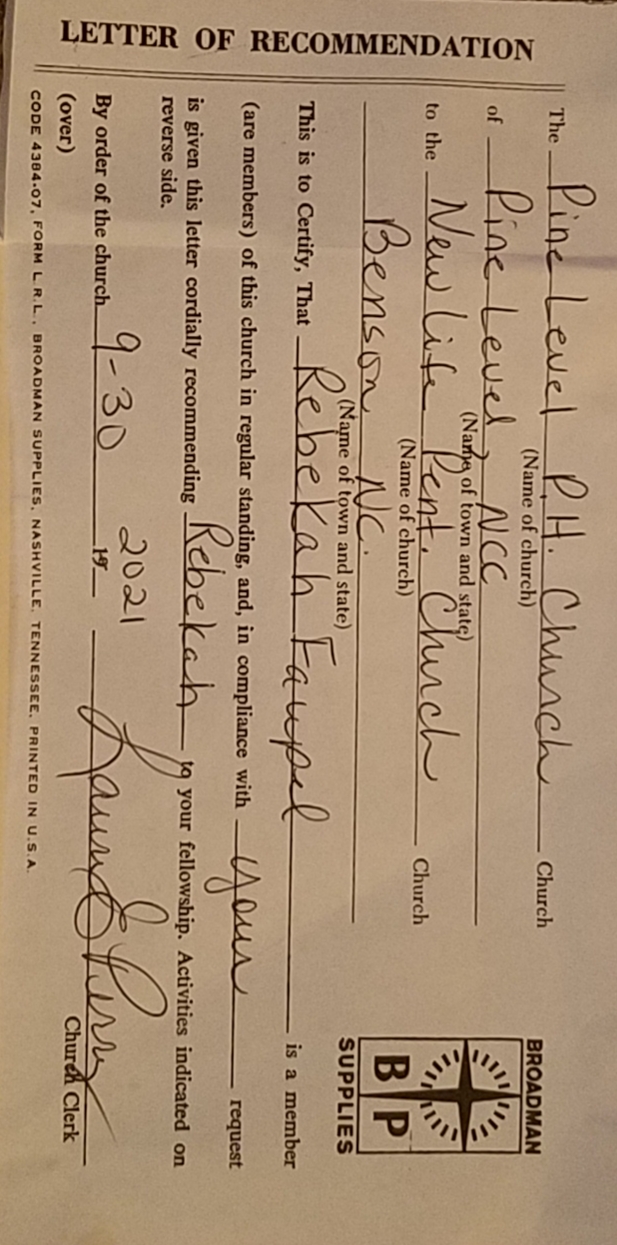 LETTER OF RECOMMENDATION
The Pine Level P.H. Church Church
(Name of church)
of Pine Level, NCC
(Name of town and state)
to the New Life Pent. Church Church
(Name of church)
Benson NC.
(Name of town and state)
BROADMAN
B P
SUPPLIES
This is to Certify, That Rebekah Faupel is a member
(are members) of this church in regular standing, and, in compliance with your request
is given this letter cordially recommending Rebekah to your fellowship. Activities indicated on
reverse side.
By order of the church 9-30 2021 19
Church Clerk
(over)
CODE 4384-07, FORM L.R.L., BROADMAN SUPPLIES, NASHVILLE, TENNESSEE, PRINTED IN U.S.A.